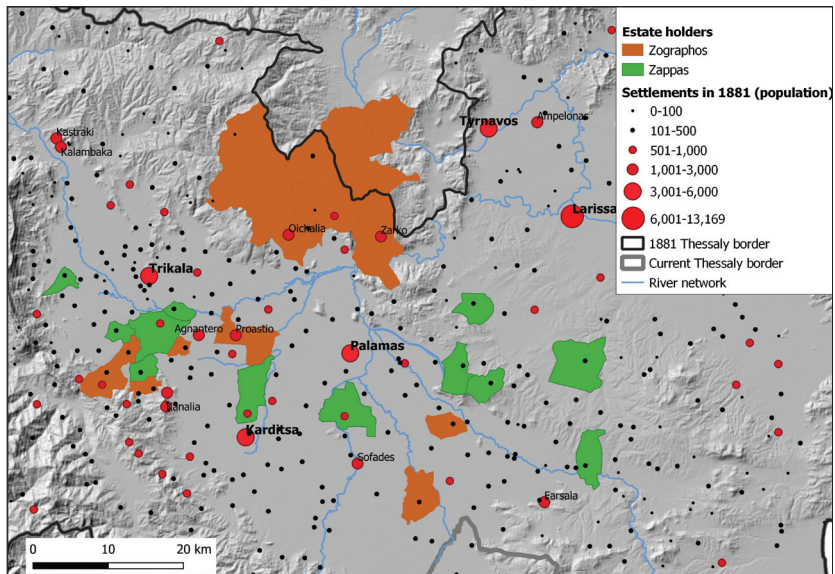 Estate holders
Zographos
Zappas
Settlements in 1881 (population)
0-100
101-500
501-1,000
1,001-3,000
3,001-6,000
6,001-13,169
1881 Thessaly border
Current Thessaly border
River network
Kastraki
Kalambaka
Tyrnavos
Ampelonas
Larissa
Oichalia
Zarko
Trikala
Agnantero
Proastio
Palamas
Fanalia
Karditsa
Sofades
Farsala
0
10
20 km